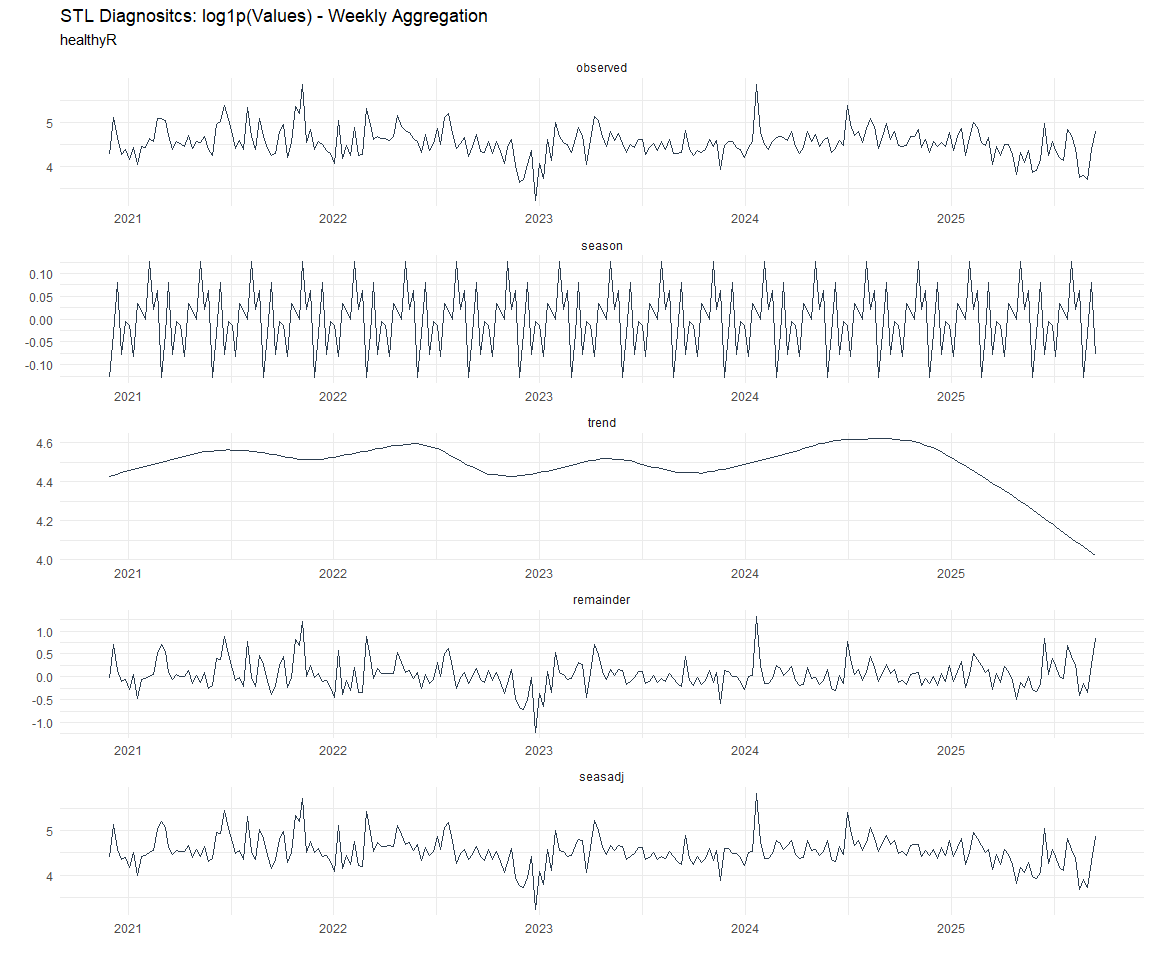 STL Diagnositcs: log1p(Values) - Weekly Aggregation
healthyR
observed
5
4
2021 2022 2023 2024 2025
season
0.10
0.05
0.00
-0.05
-0.10
2021 2022 2023 2024 2025
trend
4.6
4.4
4.2
4.0
2021 2022 2023 2024 2025
remainder
1.0
0.5
0.0
-0.5
-1.0
2021 2022 2023 2024 2025
seasadj
5
4
2021 2022 2023 2024 2025